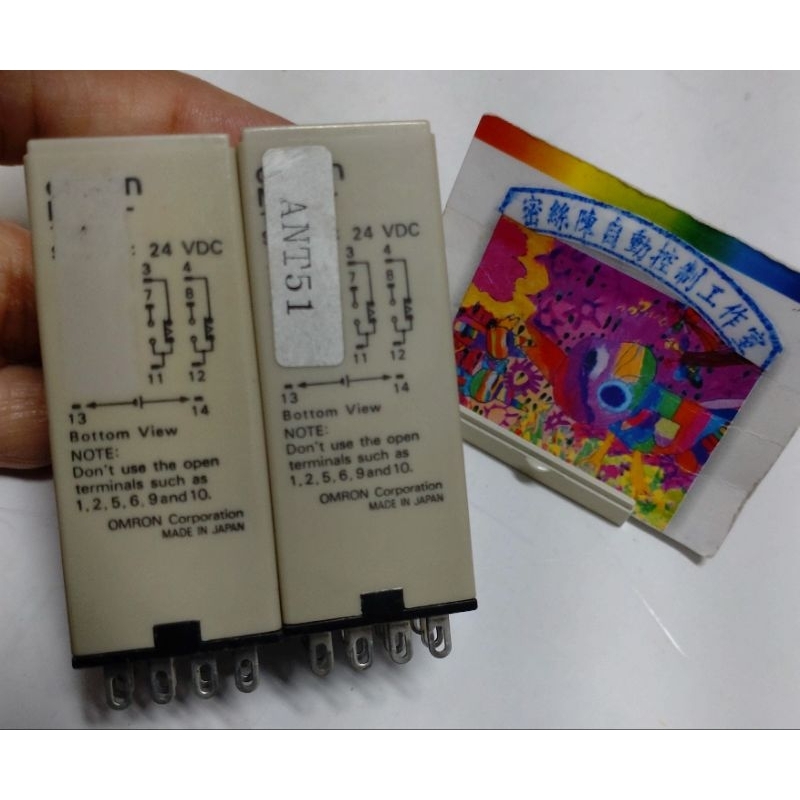 24 VDC
3 4
7 8
11 12
13 14
Bottom View
NOTE:
Don't use the open
terminals such as
1, 2, 5, 6, 9 and 10.
OMRON Corporation
MADE IN JAPAN
ANT51
24 VDC
3 4
7 8
11 12
13 14
Bottom View
NOTE:
Don't use the open
terminals such as
1, 2, 5, 6, 9 and 10.
OMRON Corporation
MADE IN JAPAN
密絲陳自動控制工作室